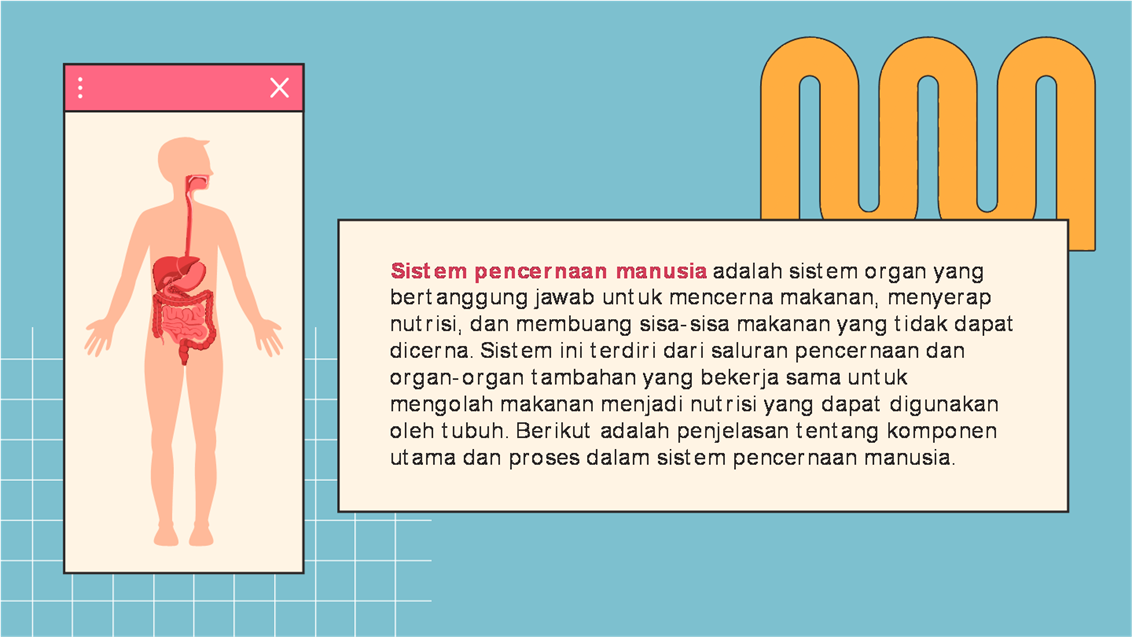 Sistem pencernaan manusia adalah sistem organ yang
bertanggung jawab untuk mencerna makanan, menyerap
nutrisi, dan membuang sisa-sisa makanan yang tidak dapat
dicerna. Sistem ini terdiri dari saluran pencernaan dan
organ-organ tambahan yang bekerja sama untuk
mengolah makanan menjadi nutrisi yang dapat digunakan
oleh tubuh. Berikut adalah penjelasan tentang komponen
utama dan proses dalam sistem pencernaan manusia.